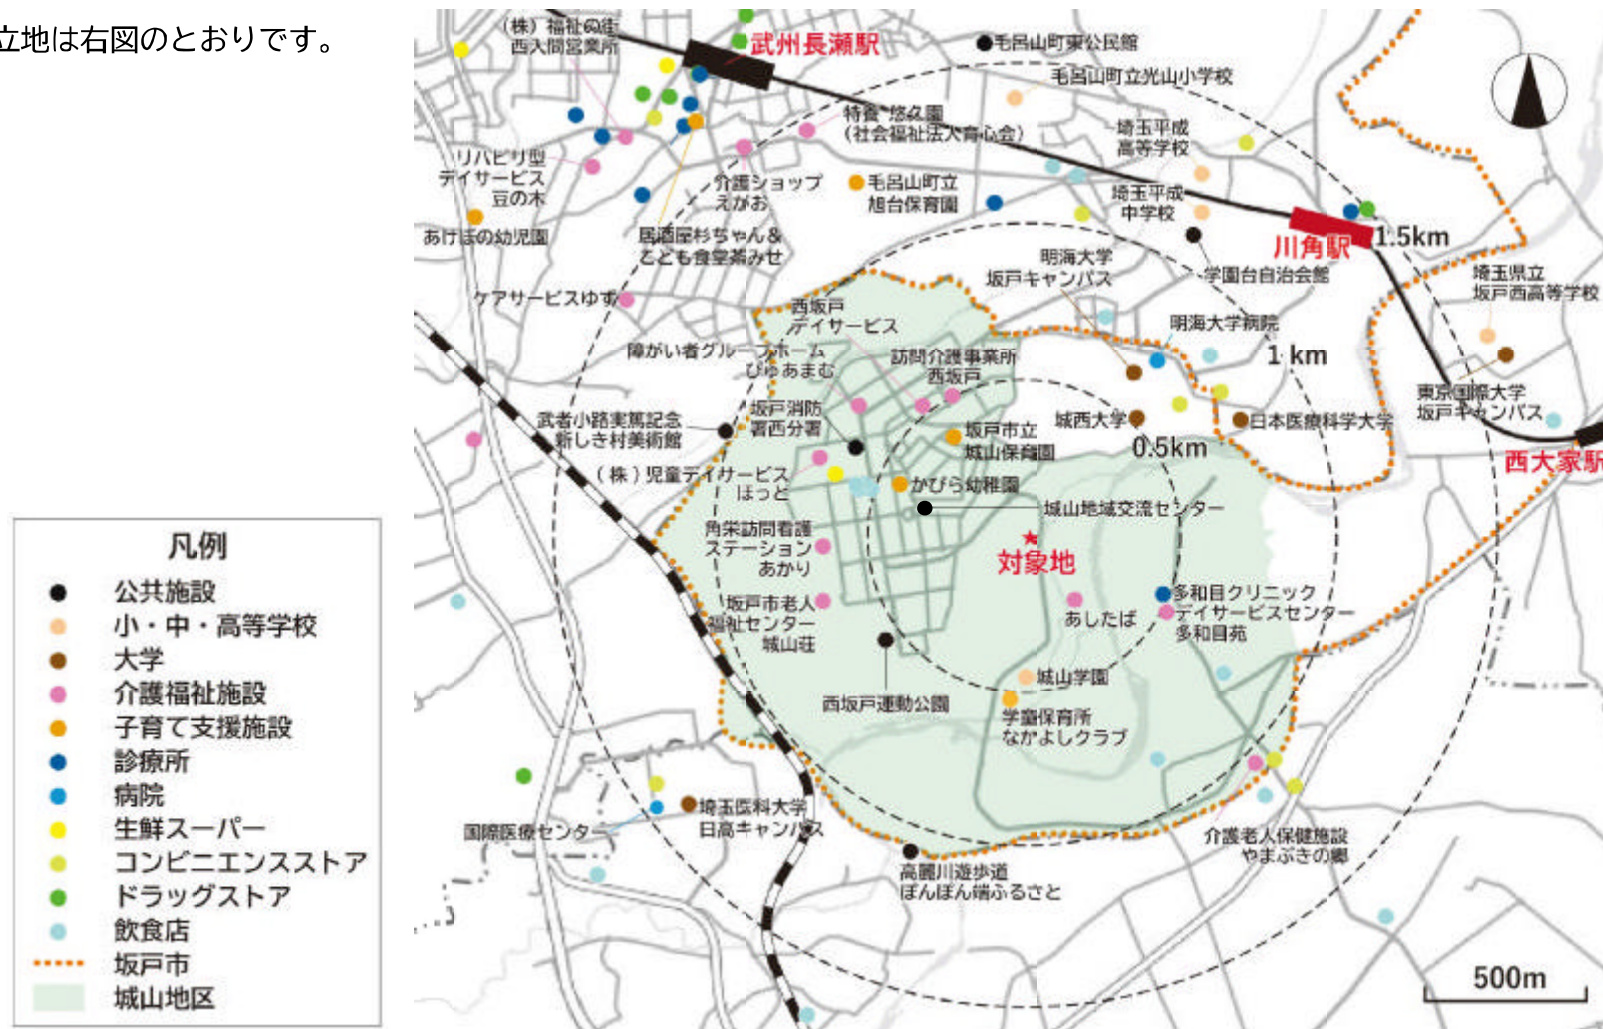 立地は右図のとおりです。
(株)福祉の街
西入間営業所
武州長瀬駅
毛呂山町東公民館
毛呂山町立光山小学校
特養 悠久園
(社会福祉法人育心会)
埼玉平成
高等学校
リハビリ型
デイサービス
豆の木
介護ショップ
えがお
毛呂山町立
旭台保育園
埼玉平成
中学校
あけぼの幼児園
居酒屋杉ちゃん&
こども食堂茶みせ
川角駅
1.5km
学園台自治会館
明海大学
坂戸キャンパス
埼玉県立
坂戸西高等学校
ケアサービスゆず
西坂戸
デイサービス
明海大学病院
障がい者グループホーム
ぴゅあまむ
訪問介護事業所
西坂戸
1 km
武者小路実篤記念
新しき村美術館
坂戸消防
署西分署
坂戸市立
城山保育園
城西大学
日本医療科学大学
東京国際大学
坂戸キャンパス
0.5km
西大家駅
(株)児童デイサービス
ほっと
かぴら幼稚園
城山地域交流センター
角栄訪問看護
ステーション
あかり
対象地
坂戸市老人
福祉センター
城山荘
あしたば
多和目クリニック
デイサービスセンター
多和目苑
城山学園
西坂戸運動公園
学童保育所
なかよしクラブ
埼玉医科大学
日高キャンパス
国際医療センター
介護老人保健施設
やまぶきの郷
高麗川遊歩道
ぽんぽん端ふるさと
500m
凡例
公共施設
小・中・高等学校
大学
介護福祉施設
子育て支援施設
診療所
病院
生鮮スーパー
コンビニエンスストア
ドラッグストア
飲食店
坂戸市
城山地区